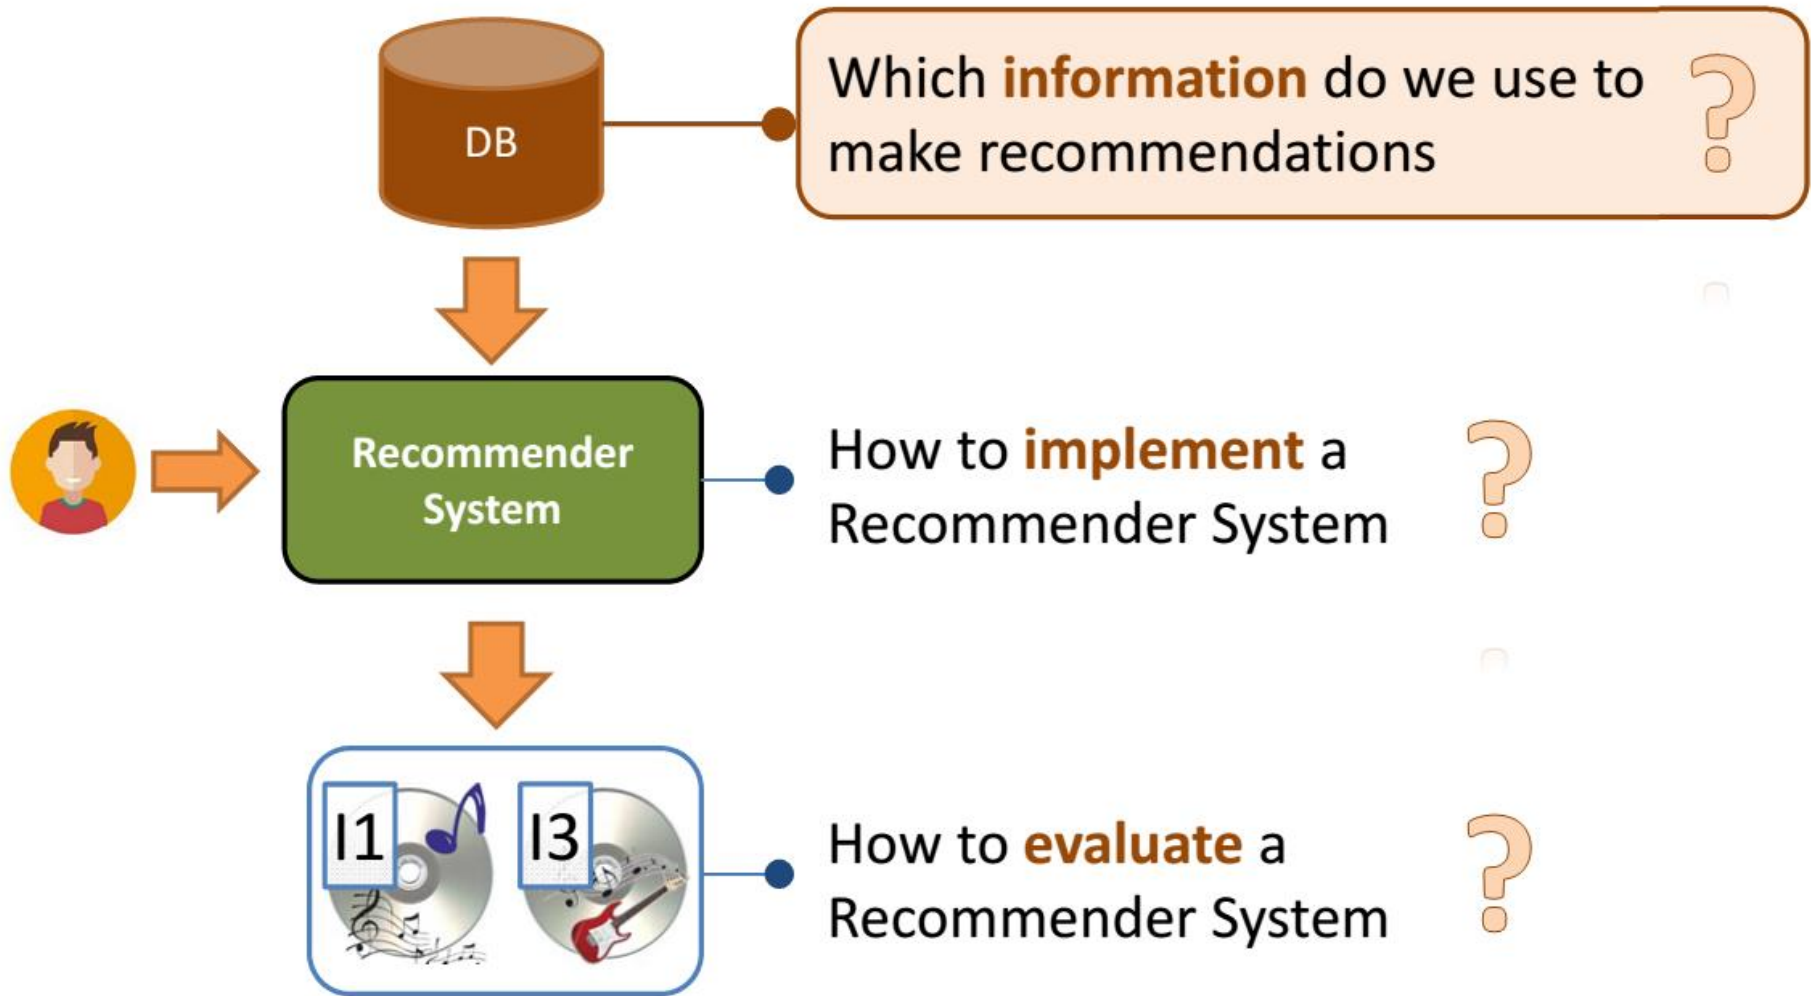 DB
Which information do we use to
make recommendations
?
Recommender
System
How to implement a
Recommender System
?
I1
I3
How to evaluate a
Recommender System
?